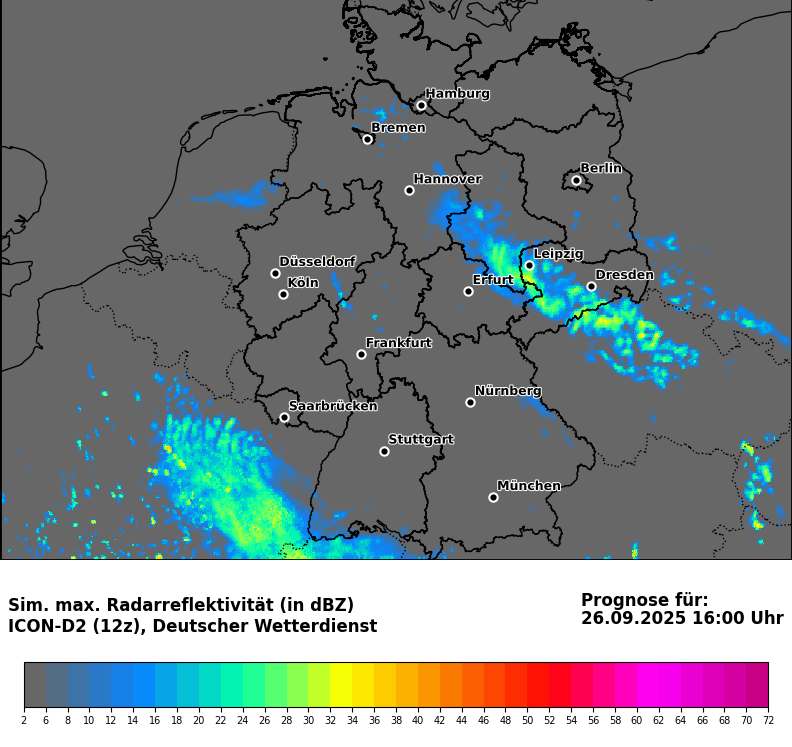 Hamburg
Bremen
Berlin
Hannover
Leipzig
Düsseldorf
Dresden
Köln
Erfurt
Frankfurt
Nürnberg
Saarbrücken
Stuttgart
München
Sim. max. Radarreflektivität (in dBZ)
ICON-D2 (12z), Deutscher Wetterdienst
Prognose für:
26.09.2025 16:00 Uhr
2 6 8 10 12 14 16 18 20 22 24 26 28 30 32 34 36 38 40 42 44 46 48 50 52 54 56 58 60 62 64 66 68 70 72